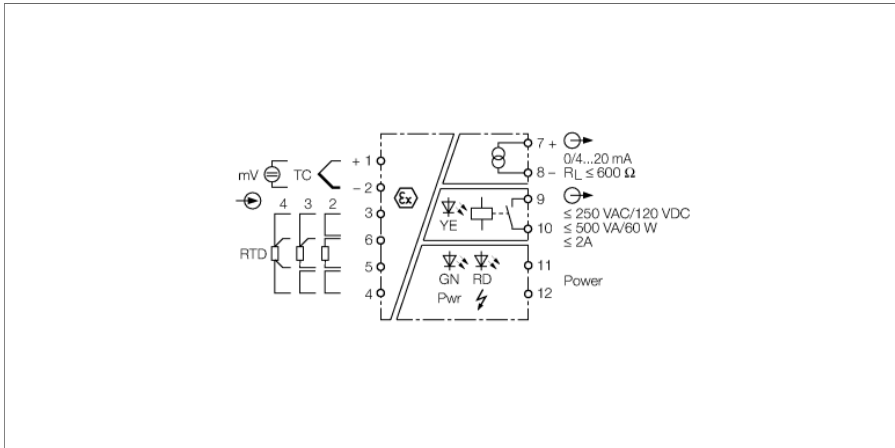 mV TC + 1
− 2
4 3 2
3
RTD
6
5
4
Ex
7 +
8 −
0/4...20 mA
RL ≤ 600 Ω
YE
9
10
≤ 250 VAC/120 VDC
≤ 500 VA/60 W
≤ 2A
GN RD
Pwr
11
12
Power